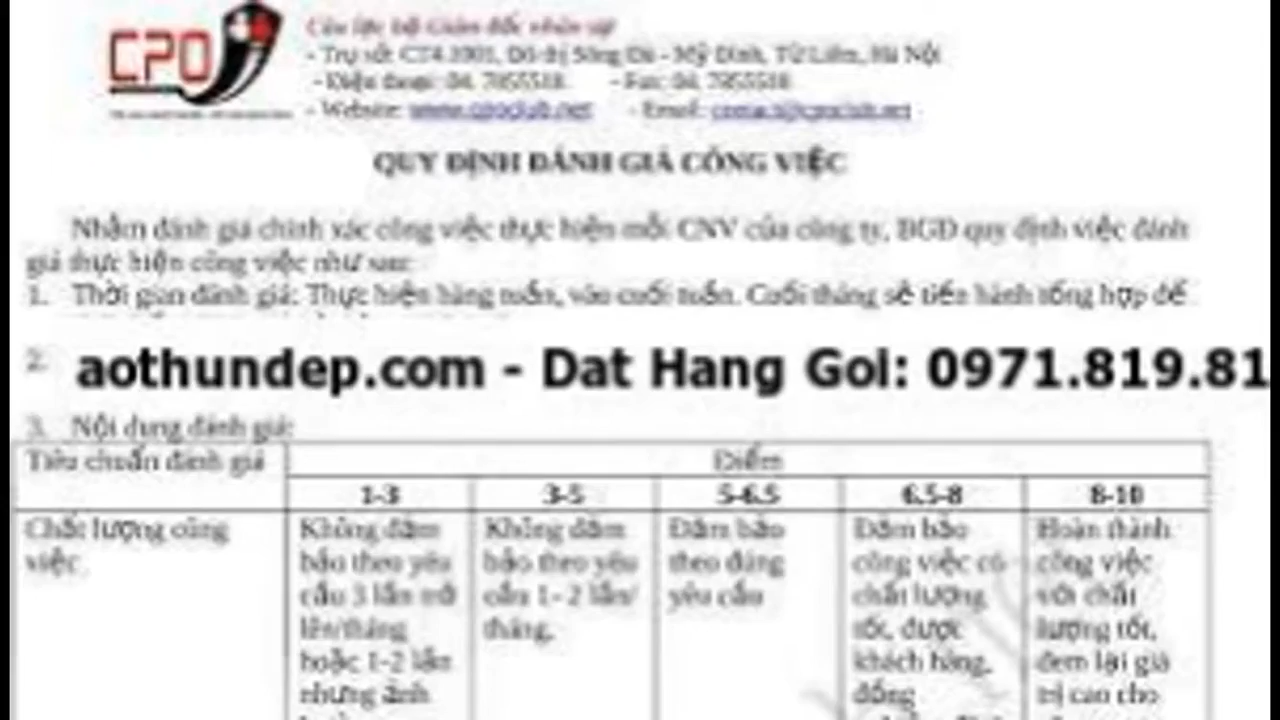 CPO
Câu lạc bộ Giám đốc nhân sự
- Trụ sở: CT4.1901, Đô thị Sông Đà - Mỹ Đình, Từ Liêm, Hà Nội
- Điện thoại: 04. - Fax: 04.
- Website: www.cpoclub.net - Email: contact@cpoclub.net
QUY ĐỊNH ĐÁNH GIÁ CÔNG VIỆC
Nhằm đánh giá chính xác công việc thực hiện mỗi CNV của công ty, BGĐ quy định việc đánh
giá thực hiện công việc như sau:
1. Thời gian đánh giá: Thực hiện hàng tuần, vào cuối tuần. Cuối tháng sẽ tiến hành tổng hợp để
2.
aothundep.com - Dat Hang Gol: 0971.819.81
3. Nội dung đánh giá:
Tiêu chuẩn đánh giá
Điểm
1-3
3-5
5-6.5
6.5-8
8-10
Chất lượng công
việc
Không đảm
bảo theo yêu
cầu 3 lần trở
lên/tháng
hoặc 1-2 lần
nhưng ảnh
Không đảm
bảo theo yêu
cầu 1- 2 lần/
tháng.
Đảm bảo
theo đúng
yêu cầu
Đảm bảo
công việc có
chất lượng
tốt, được
khách hàng,
đồng
Hoàn thành
công việc
với chất
lượng tốt,
đem lại giá
trị cao cho